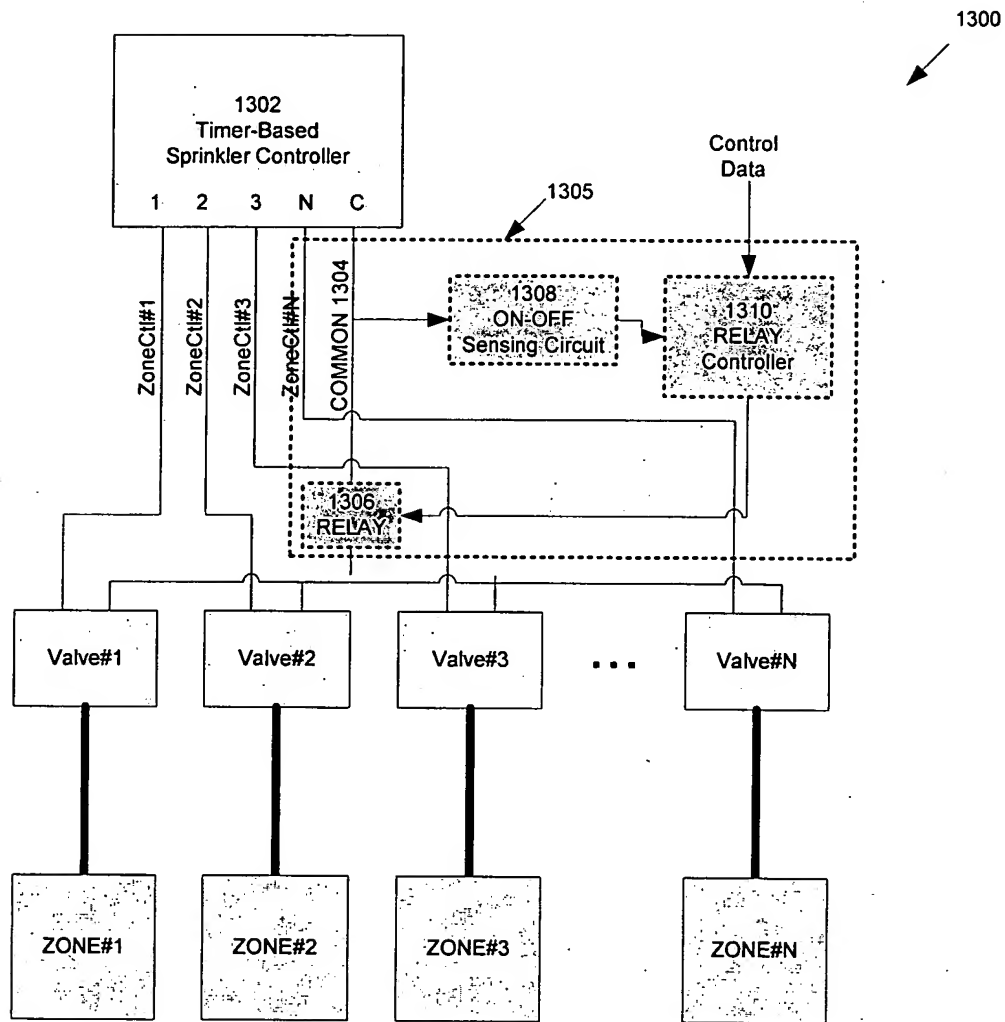 1300
1302
Timer-Based
Sprinkler Controller
1 2 3 N C
Control
Data
1305
ZoneCtl#1
ZoneCtl#2
ZoneCtl#3
ZoneCtl#N
COMMON 1304
1308
ON-OFF
Sensing Circuit
1310
RELAY
Controller
1306
RELAY
Valve#1
Valve#2
Valve#3
...
Valve#N
ZONE#1
ZONE#2
ZONE#3
ZONE#N